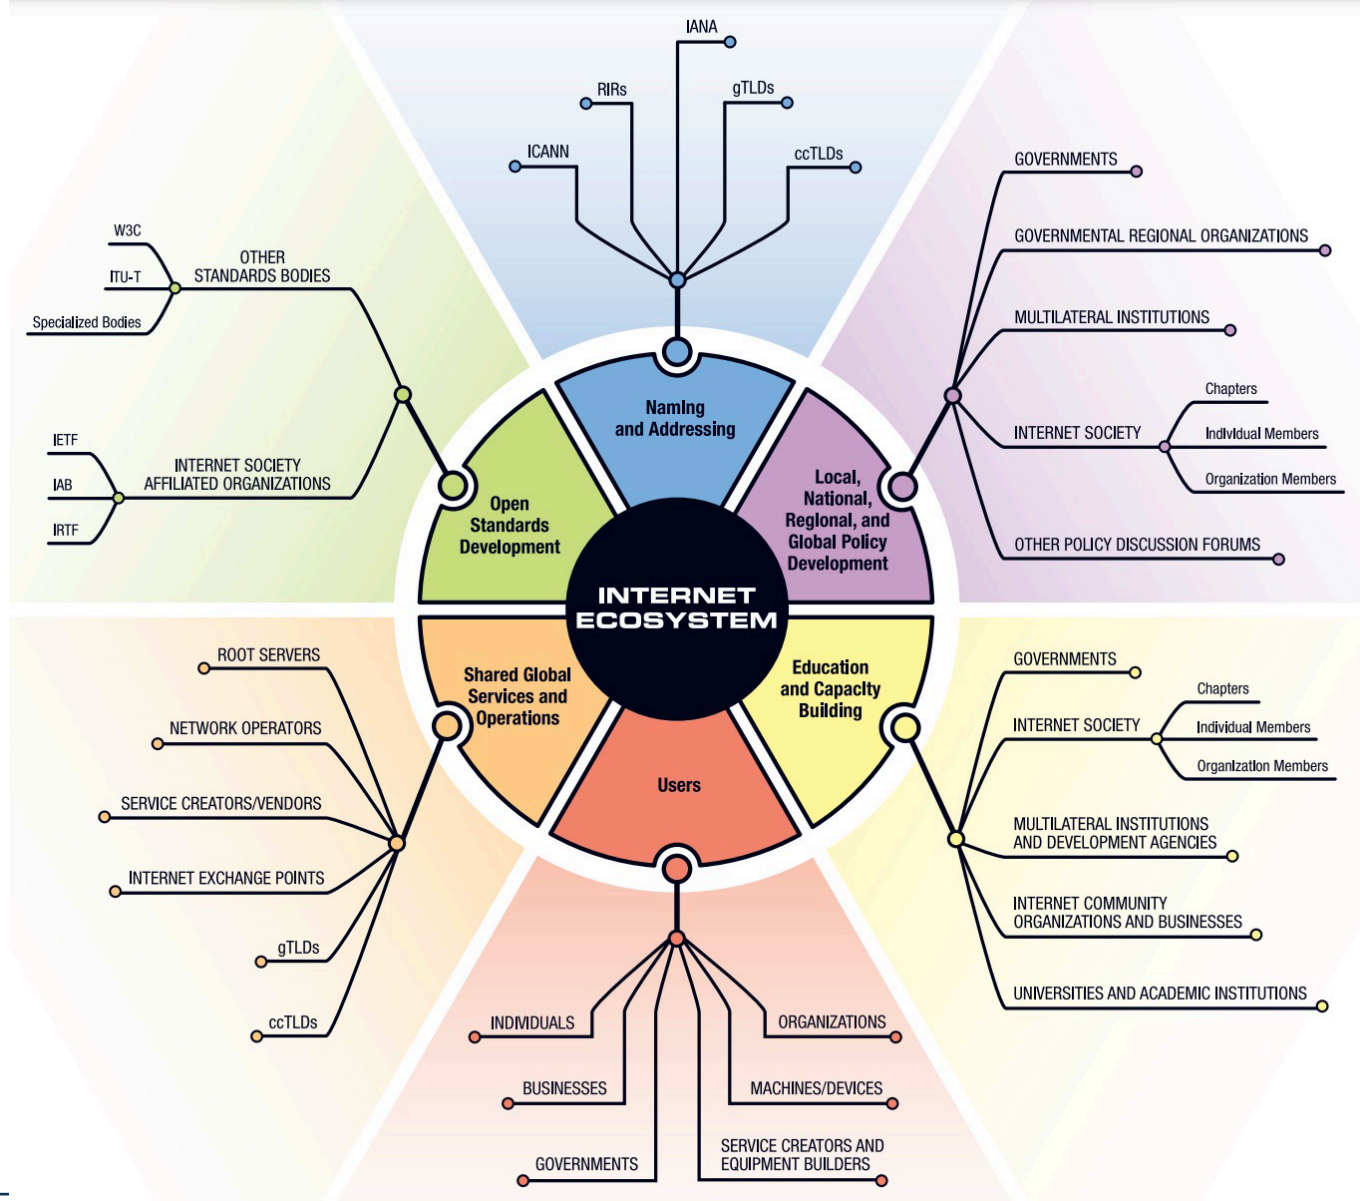 IANA
RIRs
gTLDs
ICANN
ccTLDs
GOVERNMENTS
GOVERNMENTAL REGIONAL ORGANIZATIONS
MULTILATERAL INSTITUTIONS
INTERNET SOCIETY
Chapters
Individual Members
Organization Members
OTHER POLICY DISCUSSION FORUMS
W3C
ITU-T
Specialized Bodies
OTHER
STANDARDS BODIES
IETF
IAB
IRTF
INTERNET SOCIETY
AFFILIATED ORGANIZATIONS
Naming
and Addressing
Open
Standards
Development
Local,
National,
Regional, and
Global Policy
Development
INTERNET
ECOSYSTEM
Shared Global
Services and
Operations
Education
and Capacity
Building
Users
ROOT SERVERS
NETWORK OPERATORS
SERVICE CREATORS/VENDORS
INTERNET EXCHANGE POINTS
gTLDs
ccTLDs
GOVERNMENTS
INTERNET SOCIETY
Chapters
Individual Members
Organization Members
MULTILATERAL INSTITUTIONS
AND DEVELOPMENT AGENCIES
INTERNET COMMUNITY
ORGANIZATIONS AND BUSINESSES
UNIVERSITIES AND ACADEMIC INSTITUTIONS
INDIVIDUALS
BUSINESSES
GOVERNMENTS
ORGANIZATIONS
MACHINES/DEVICES
SERVICE CREATORS AND
EQUIPMENT BUILDERS